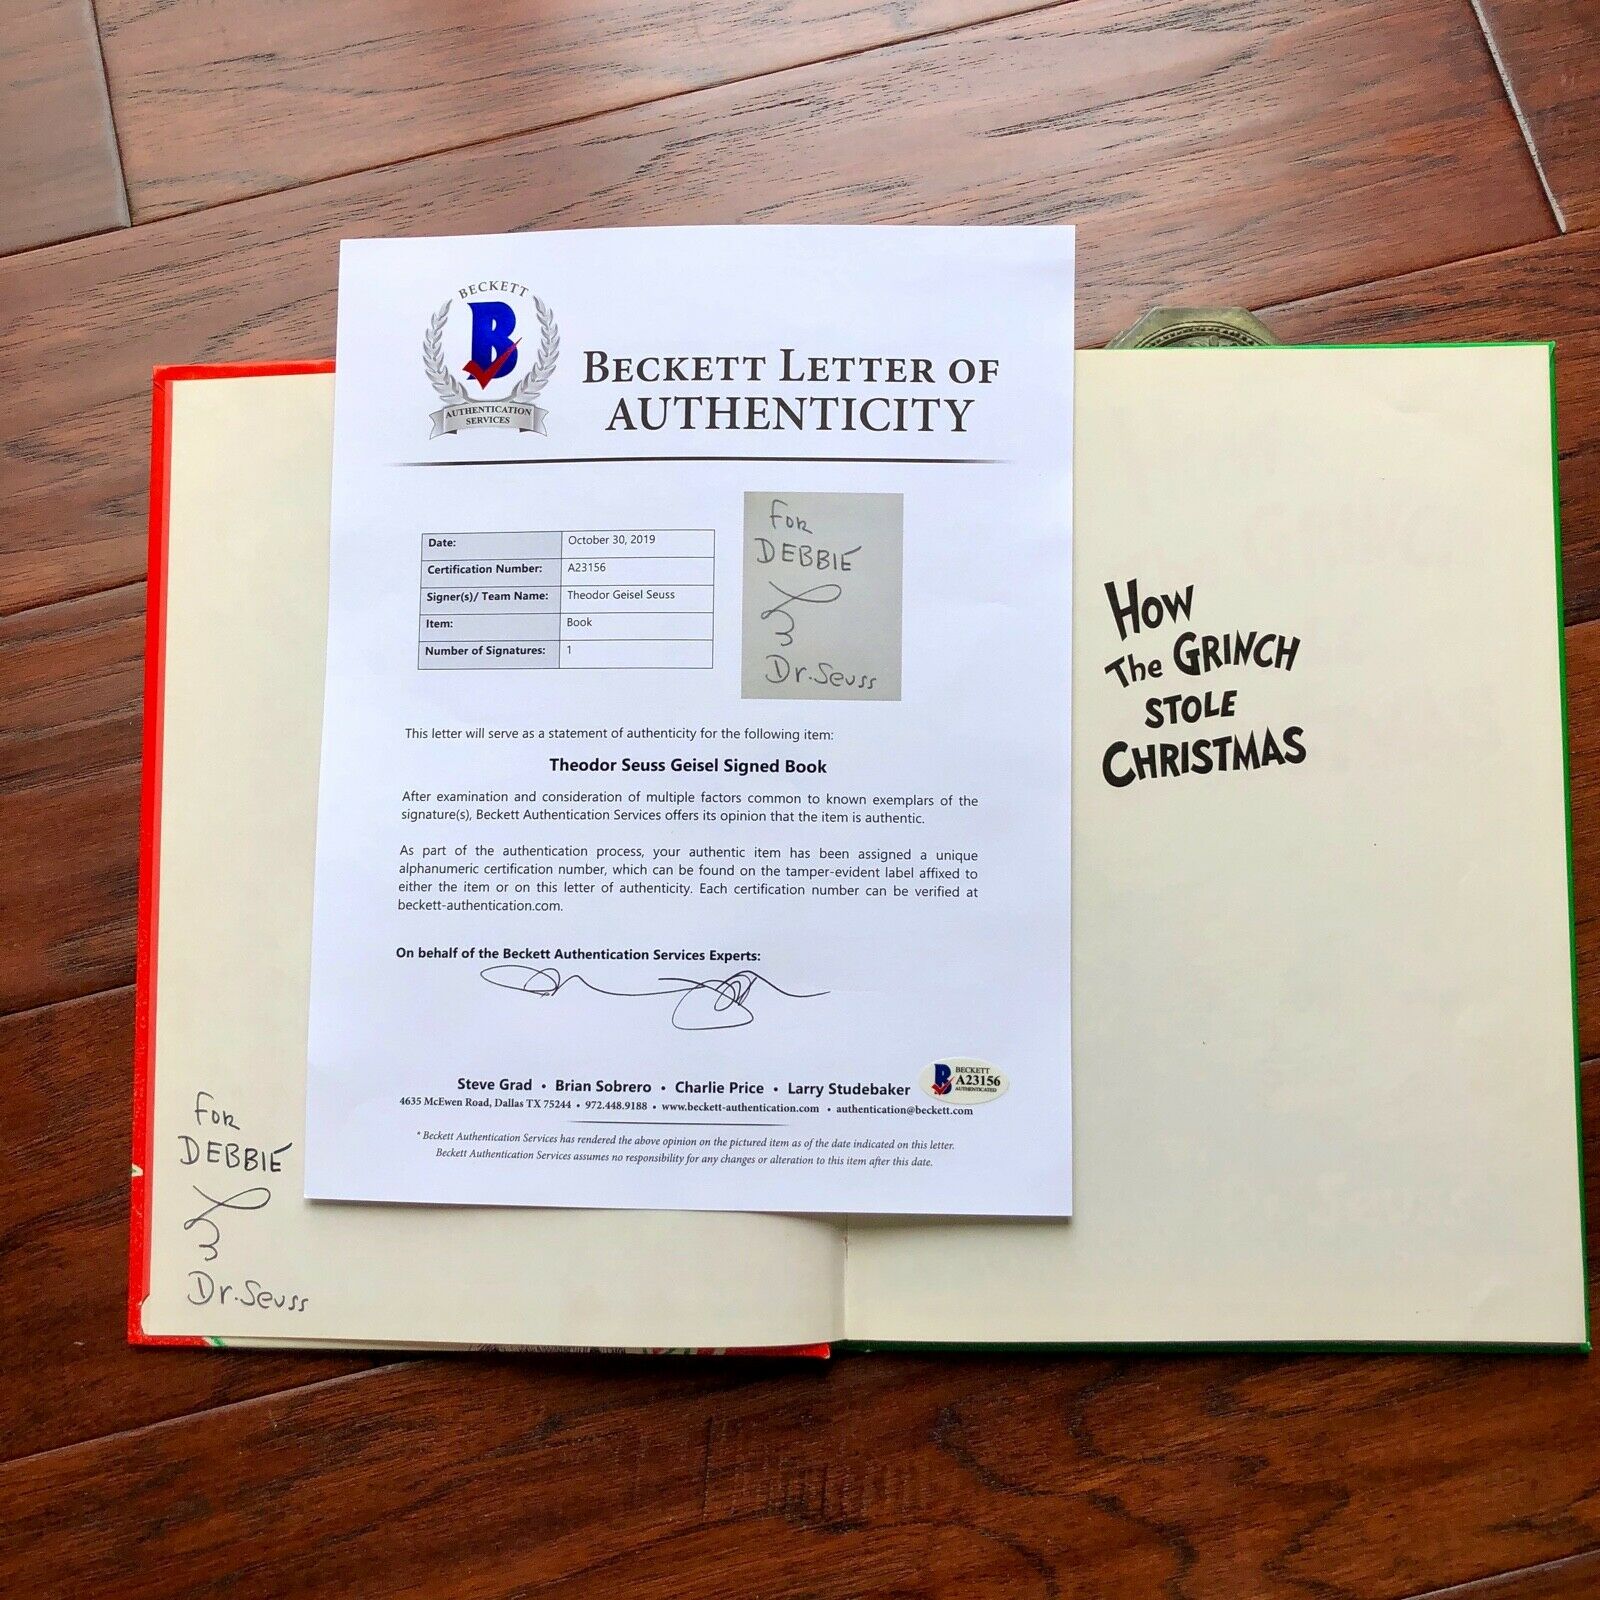 BECKETT
B
AUTHENTICATION
SERVICES
BECKETT LETTER OF
AUTHENTICITY
Date: October 30, 2019
Certification Number: A23156
Signer(s)/ Team Name: Theodor Geisel Seuss
Item: Book
Number of Signatures: 1
For
DEBBIE
Dr. Seuss
This letter will serve as a statement of authenticity for the following item:
Theodor Seuss Geisel Signed Book
After examination and consideration of multiple factors common to known exemplars of the
signature(s), Beckett Authentication Services offers its opinion that the item is authentic.
As part of the authentication process, your authentic item has been assigned a unique
alphanumeric certification number, which can be found on the tamper-evident label affixed to
either the item or on this letter of authenticity. Each certification number can be verified at
beckett-authentication.com.
On behalf of the Beckett Authentication Services Experts:
Steve Grad • Brian Sobrero • Charlie Price • Larry Studebaker
4635 McEwen Road, Dallas TX 75244 • 972.448.9188 • www.beckett-authentication.com • authentication@beckett.com
B BECKETT
A23156
AUTHENTICATED
* Beckett Authentication Services has rendered the above opinion on the pictured item as of the date indicated on this letter.
Beckett Authentication Services assumes no responsibility for any changes or alteration to this item after this date.
For
DEBBIE
Dr. Seuss
How
The GRINCH
STOLE
CHRISTMAS